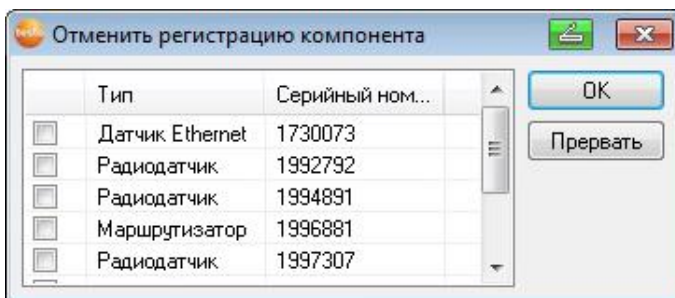 testo Отменить регистрацию компонента
Тип Серийный ном... OK
Датчик Ethernet 1730073
Прервать
Радиодатчик 1992792
Радиодатчик 1994891
Маршрутизатор 1996881
Радиодатчик 1997307